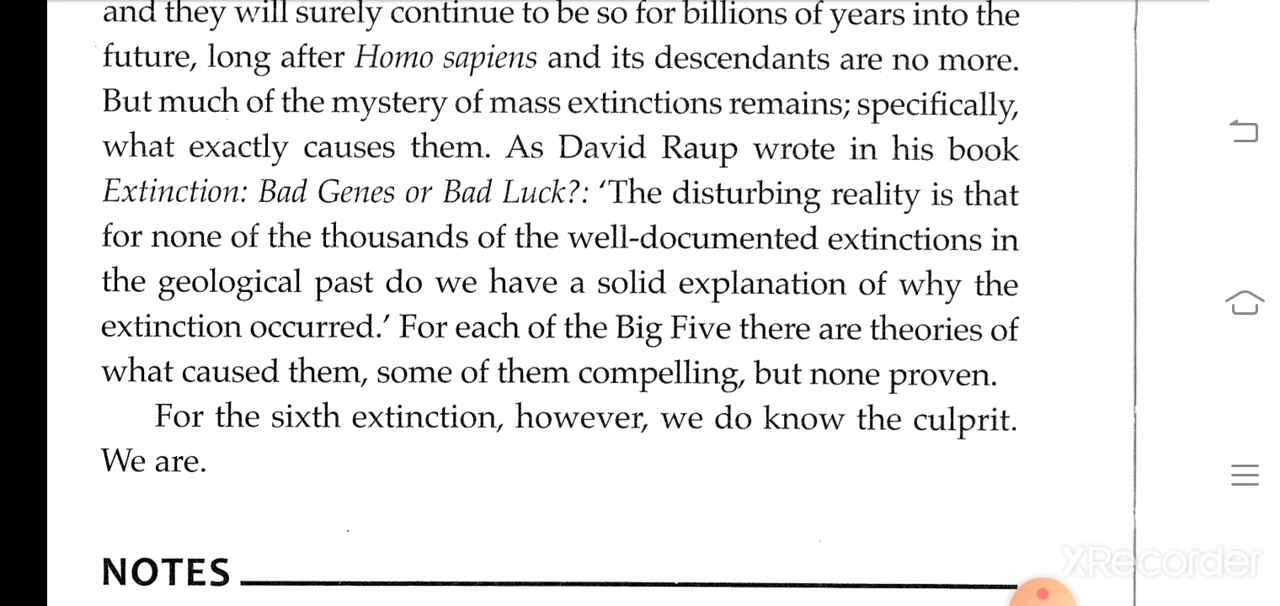 and they will surely continue to be so for billions of years into the
future, long after Homo sapiens and its descendants are no more.
But much of the mystery of mass extinctions remains; specifically,
what exactly causes them. As David Raup wrote in his book
Extinction: Bad Genes or Bad Luck?: ‘The disturbing reality is that
for none of the thousands of the well-documented extinctions in
the geological past do we have a solid explanation of why the
extinction occurred.’ For each of the Big Five there are theories of
what caused them, some of them compelling, but none proven.
For the sixth extinction, however, we do know the culprit.
We are.
XRecorder
NOTES